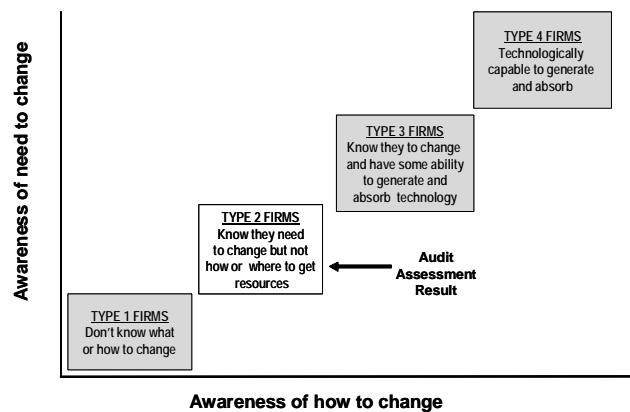 TYPE 4 FIRMS
Technologically
capable to generate
and absorb
TYPE 3 FIRMS
Know they to change
and have some ability
to generate and
absorb technology
TYPE 2 FIRMS
Know they need
to change but not
how or where to get
resources
Audit
Assessment
Result
TYPE 1 FIRMS
Don't know what
or how to change
Awareness of need to change
Awareness of how to change